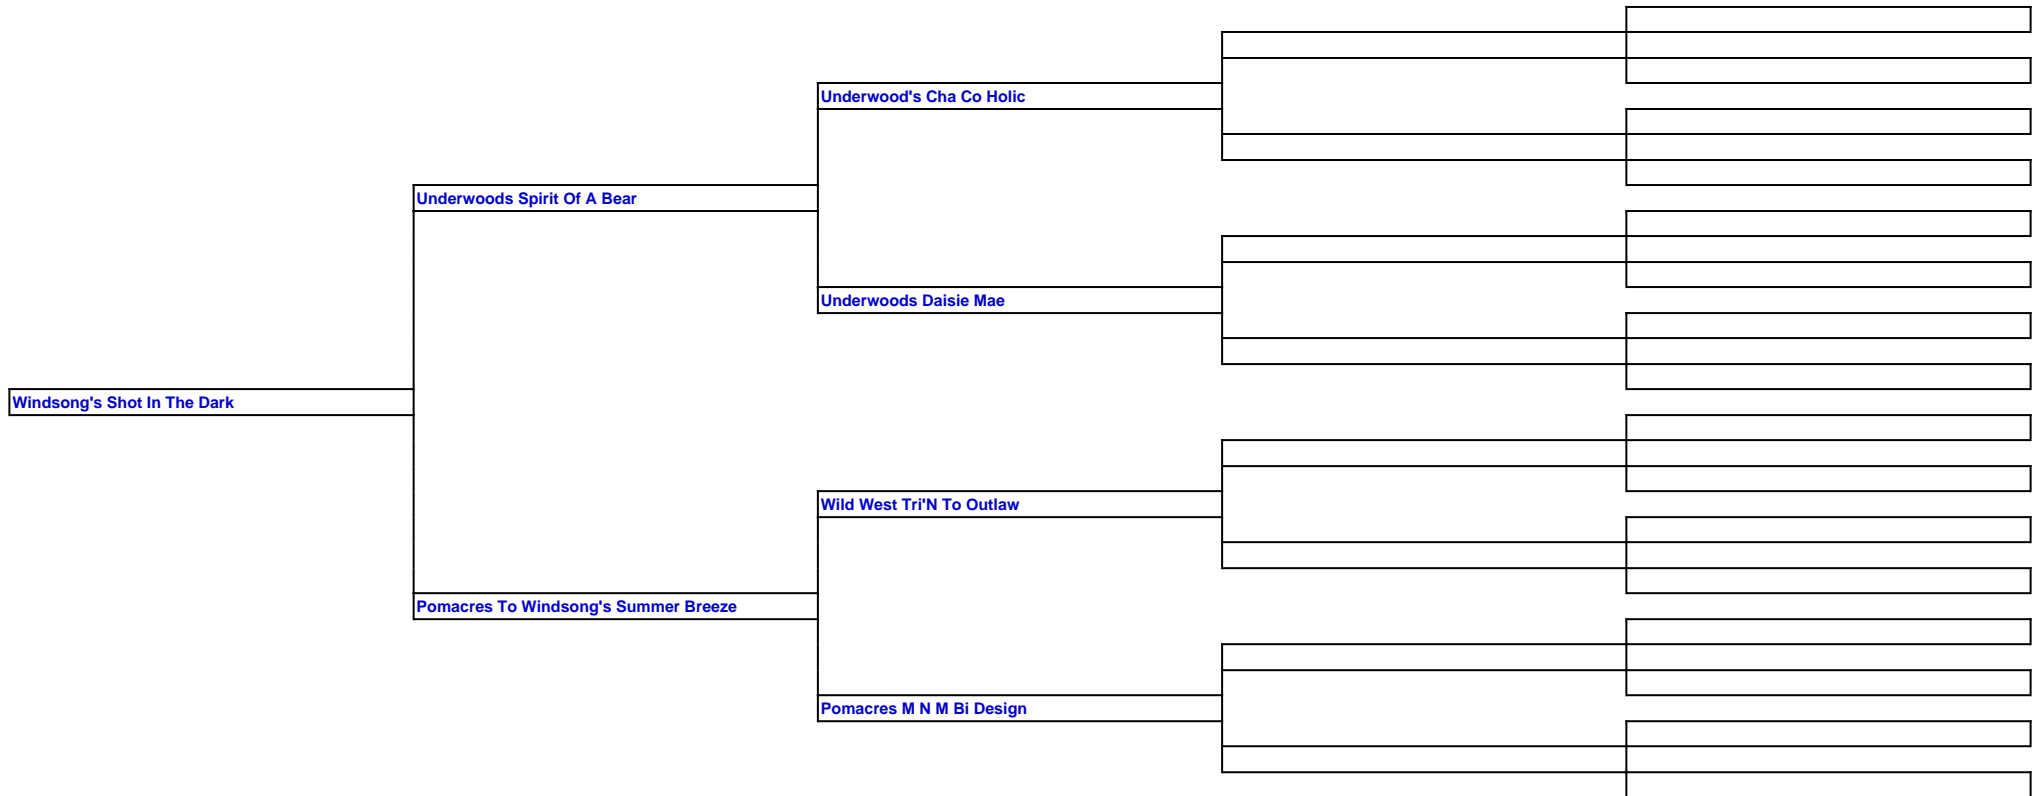 Underwood's Cha Co Holic
Underwoods Spirit Of A Bear
Underwoods Daisie Mae
Windsong's Shot In The Dark
Wild West Tri'N To Outlaw
Pomacres To Windsong's Summer Breeze
Pomacres M N M Bi Design